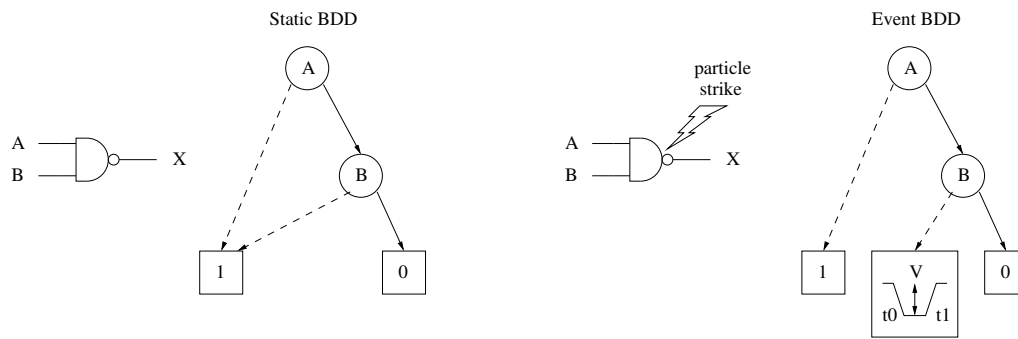 Static BDD
A
A
B
X
B
1
0
Event BDD
particle
strike
A
A
B
X
B
1
V
t0
t1
0